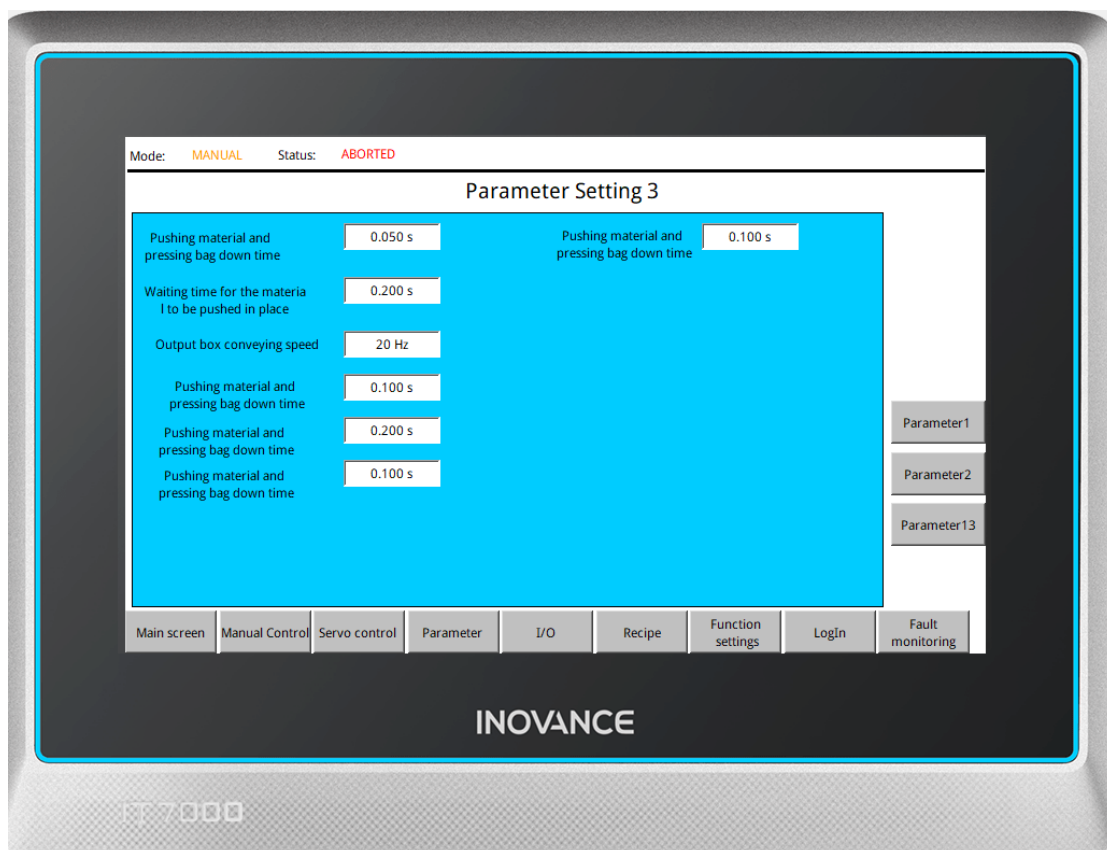 Mode: MANUAL Status: ABORTED
Parameter Setting 3
Pushing material and
pressing bag down time
0.050 s
Pushing material and
pressing bag down time
0.100 s
Waiting time for the materia
l to be pushed in place
0.200 s
Output box conveying speed
20 Hz
Pushing material and
pressing bag down time
0.100 s
Pushing material and
pressing bag down time
0.200 s
Pushing material and
pressing bag down time
0.100 s
Parameter1
Parameter2
Parameter13
Main screen
Manual Control
Servo control
Parameter
I/O
Recipe
Function
settings
LogIn
Fault
monitoring
INOVANCE
IT7000